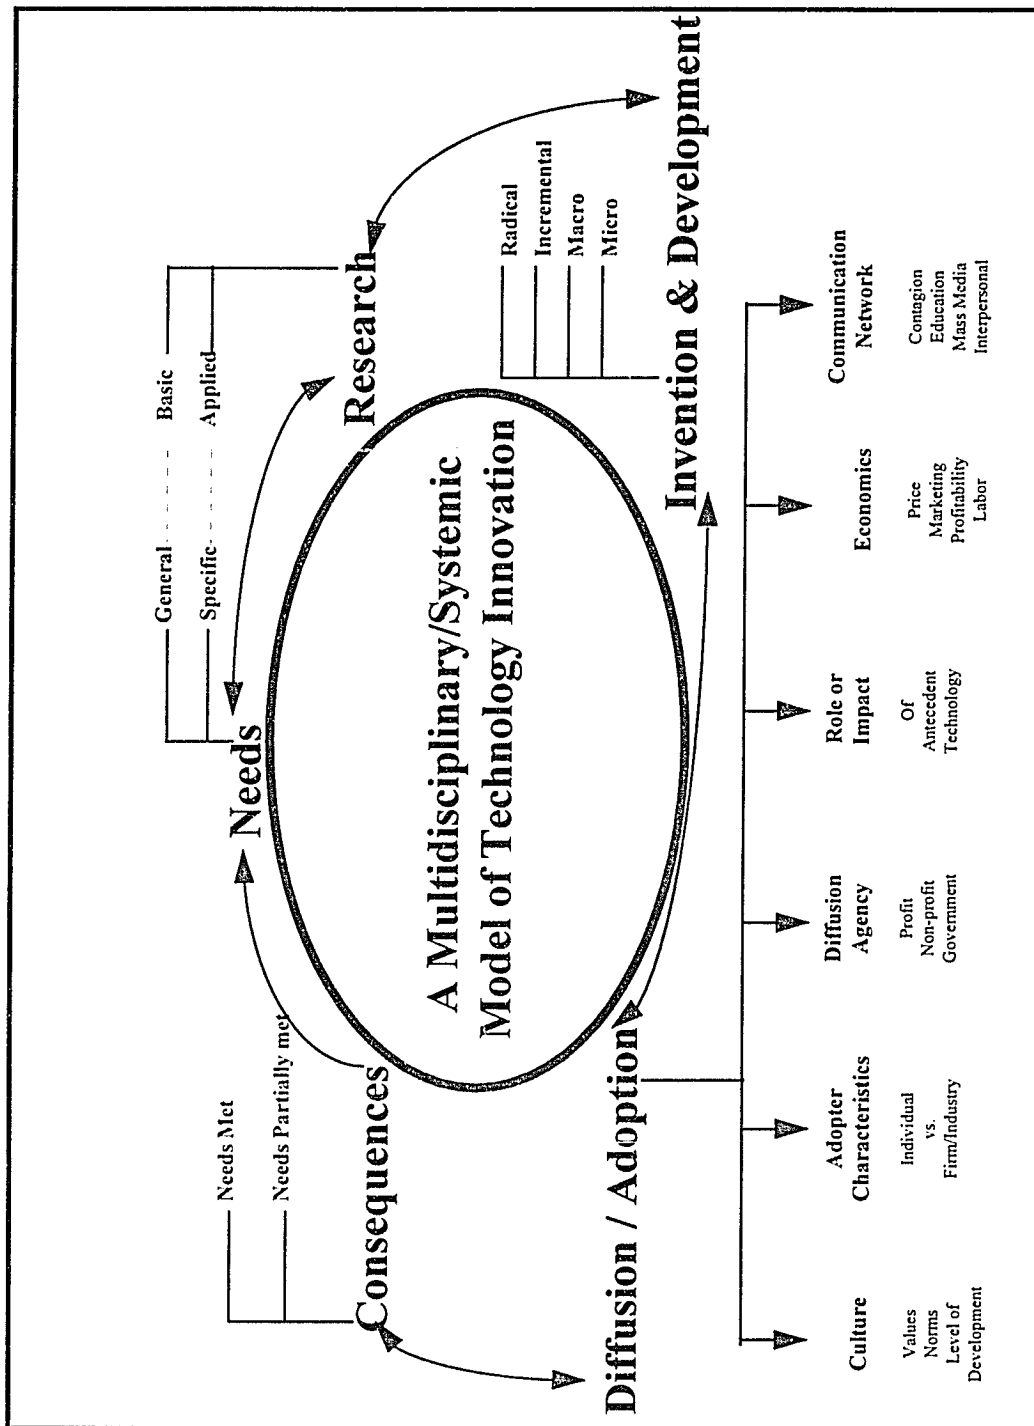 Needs
General
Basic
Specific
Applied
Research
Radical
Incremental
Macro
Micro
Invention & Development
Needs Met
Needs Partially met
Consequences
A Multidisciplinary/Systemic
Model of Technology Innovation
Diffusion / Adoption
Culture
Values
Norms
Level of
Development
Adopter
Characteristics
Individual
vs.
Firm/Industry
Diffusion
Agency
Profit
Non-profit
Government
Role or
Impact
Of
Antecedent
Technology
Economics
Price
Marketing
Profitability
Labor
Communication
Network
Contagion
Education
Mass Media
Interpersonal